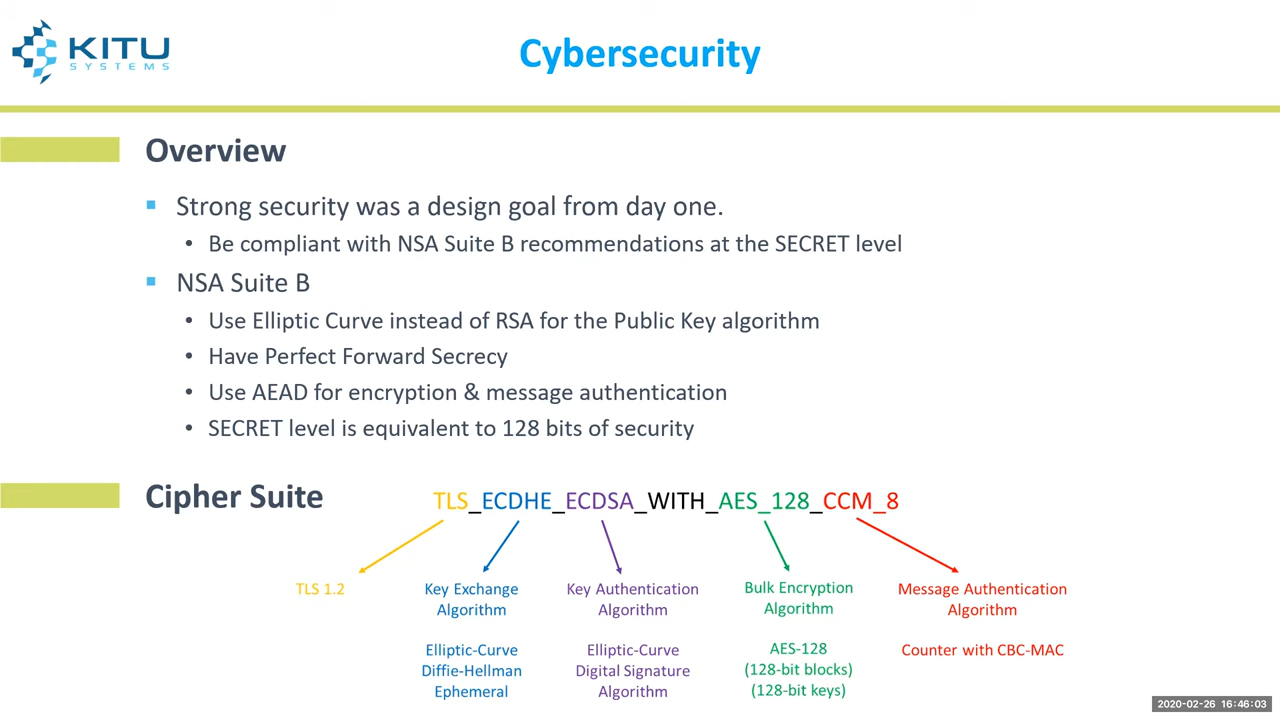 KITU
SYSTEMS
Cybersecurity
Overview
▪ Strong security was a design goal from day one.
• Be compliant with NSA Suite B recommendations at the SECRET level
▪ NSA Suite B
• Use Elliptic Curve instead of RSA for the Public Key algorithm
• Have Perfect Forward Secrecy
• Use AEAD for encryption & message authentication
• SECRET level is equivalent to 128 bits of security
Cipher Suite
TLS_ECDHE_ECDSA_WITH_AES_128_CCM_8
TLS 1.2
Key Exchange
Algorithm
Elliptic-Curve
Diffie-Hellman
Ephemeral
Key Authentication
Algorithm
Elliptic-Curve
Digital Signature
Algorithm
Bulk Encryption
Algorithm
AES-128
(128-bit blocks)
(128-bit keys)
Message Authentication
Algorithm
Counter with CBC-MAC
2020-02-26 16:46:03